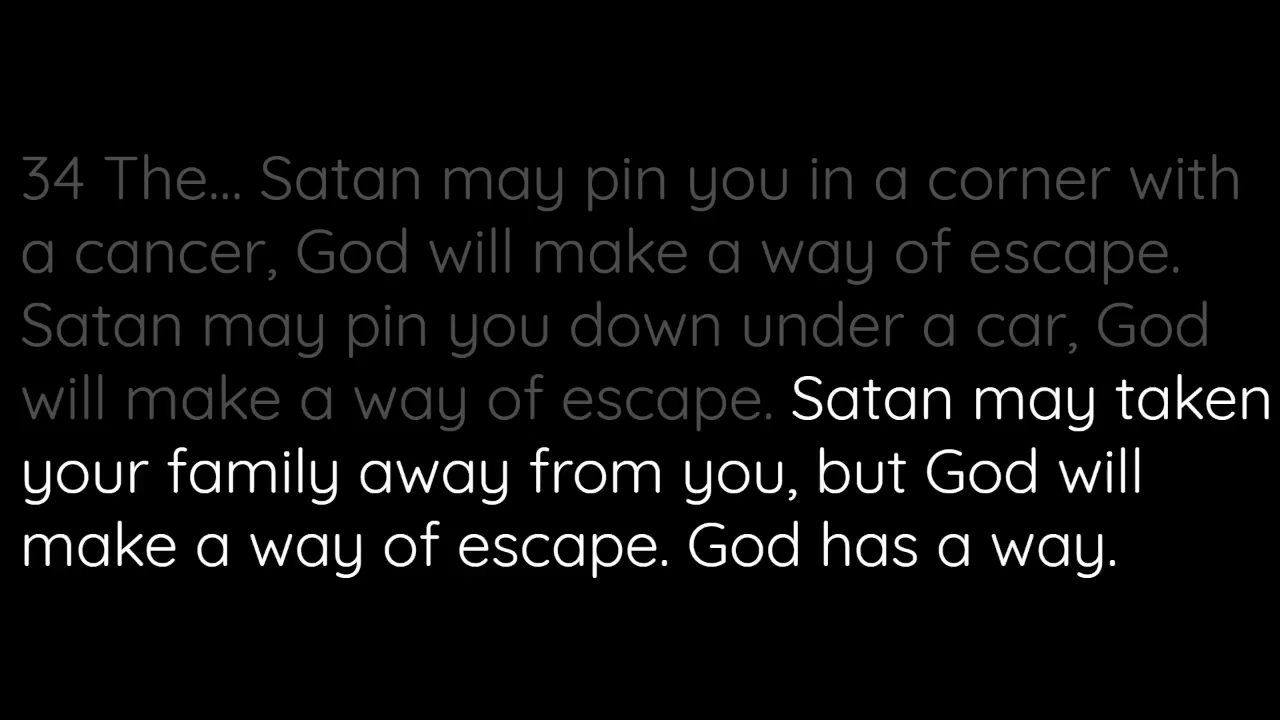 34 The... Satan may pin you in a corner with
a cancer, God will make a way of escape.
Satan may pin you down under a car, God
will make a way of escape. Satan may taken
your family away from you, but God will
make a way of escape. God has a way.